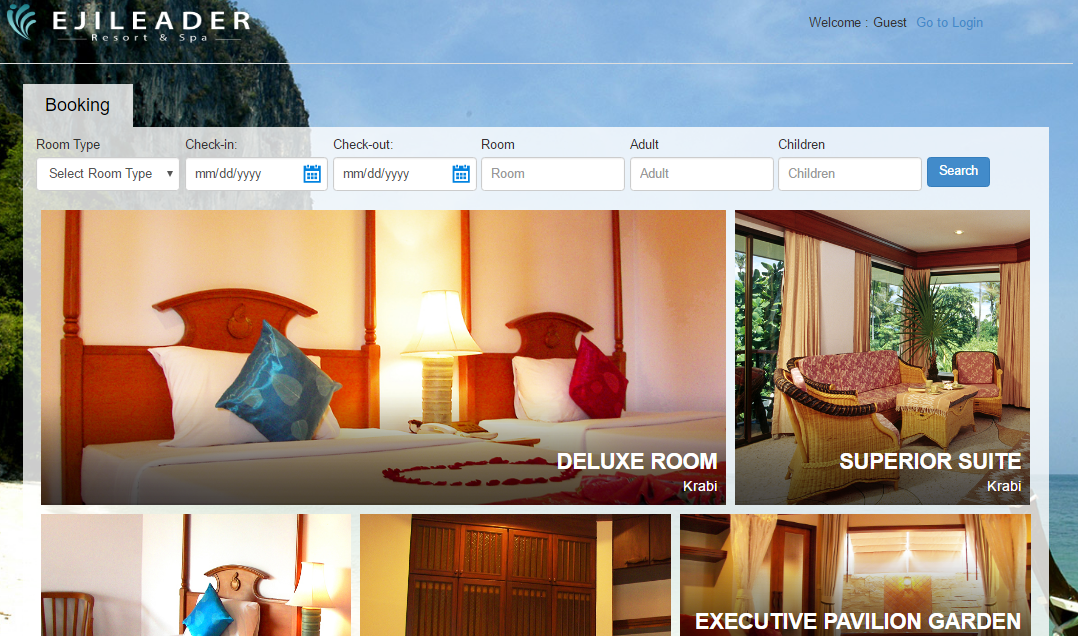 EJILEADER
Resort & Spa
Welcome : Guest Go to Login
Booking
Room Type Check-in: Check-out: Room Adult Children
Select Room Type mm/dd/yyyy mm/dd/yyyy Room Adult Children Search
DELUXE ROOM
Krabi
SUPERIOR SUITE
Krabi
EXECUTIVE PAVILION GARDEN